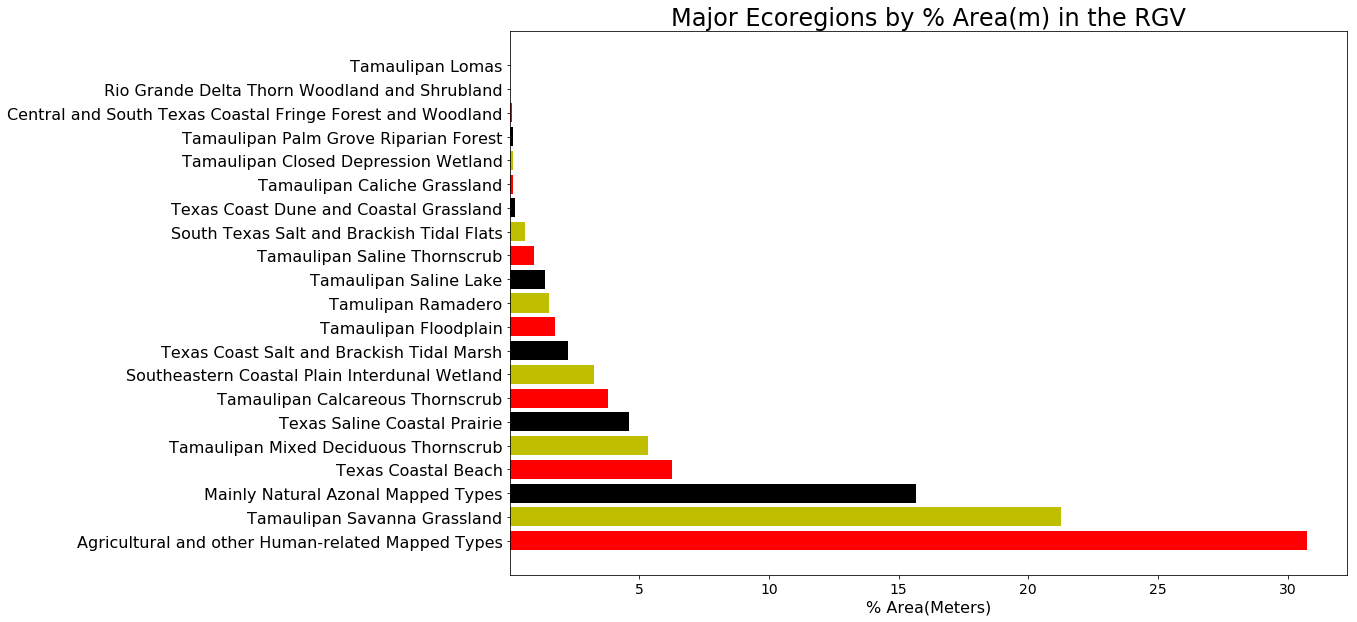 Major Ecoregions by % Area(m) in the RGV
Tamaulipan Lomas
Rio Grande Delta Thorn Woodland and Shrubland
Central and South Texas Coastal Fringe Forest and Woodland
Tamaulipan Palm Grove Riparian Forest
Tamaulipan Closed Depression Wetland
Tamaulipan Caliche Grassland
Texas Coast Dune and Coastal Grassland
South Texas Salt and Brackish Tidal Flats
Tamaulipan Saline Thornscrub
Tamaulipan Saline Lake
Tamulipan Ramadero
Tamaulipan Floodplain
Texas Coast Salt and Brackish Tidal Marsh
Southeastern Coastal Plain Interdunal Wetland
Tamaulipan Calcareous Thornscrub
Texas Saline Coastal Prairie
Tamaulipan Mixed Deciduous Thornscrub
Texas Coastal Beach
Mainly Natural Azonal Mapped Types
Tamaulipan Savanna Grassland
Agricultural and other Human-related Mapped Types
5 10 15 20 25 30
% Area(Meters)